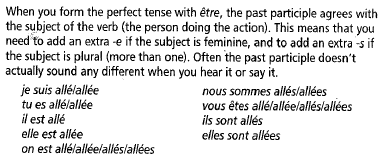 When you form the perfect tense with être, the past participle agrees with
the subject of the verb (the person doing the action). This means that you
need to add an extra -e if the subject is feminine, and to add an extra -s if
the subject is plural (more than one). Often the past participle doesn't
actually sound any different when you hear it or say it.
je suis allé/allée
tu es allé/allée
il est allé
elle est allée
on est allé/allée/allés/allées
nous sommes allés/allées
vous êtes allé/allée/allés/allées
ils sont allés
elles sont allées